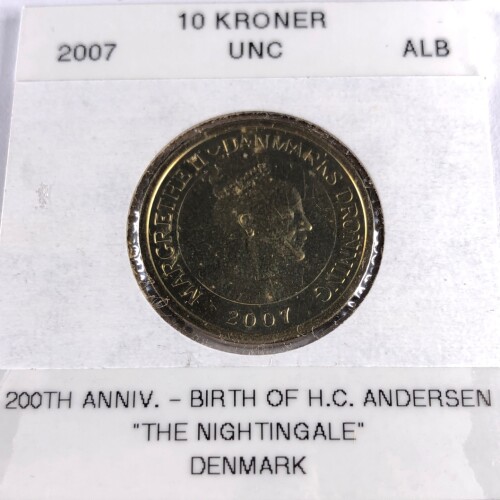 10 KRONER
2007 UNC ALB
MARGRETHE II · DANMARKS DRONNING
2007
200TH ANNIV. - BIRTH OF H.C. ANDERSEN
"THE NIGHTINGALE"
DENMARK